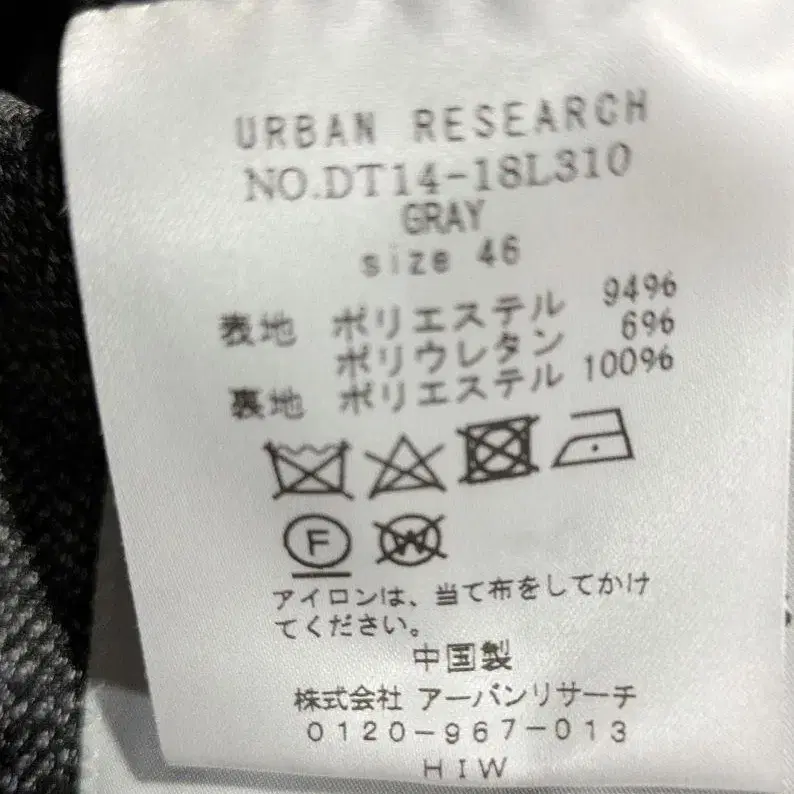 URBAN RESEARCH
NO.DT14-18L310
GRAY
size 46
表地 ポリエステル 94%
ポリウレタン 6%
裏地 ポリエステル 100%
F W
アイロンは、当て布をしてかけ
てください。
中国製
株式会社 アーバンリサーチ
0120-967-013
HIW